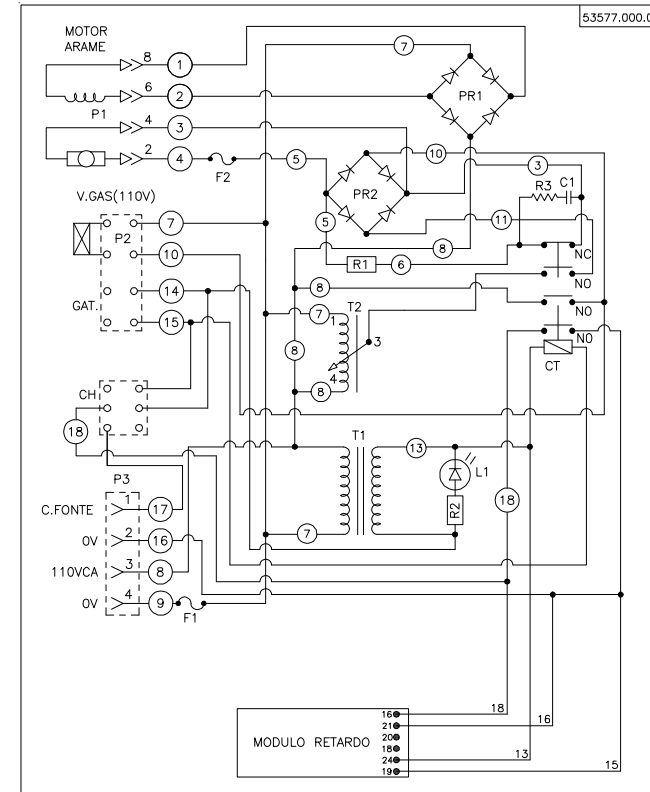 53577.000.0
MOTOR
ARAME
8
1
7
6
2
P1
PR1
4
3
2
4
F2
5
10
3
PR2
R3
C1
V.GAS(110V)
7
P2
10
5
11
8
R1
6
NC
NO
14
GAT.
15
8
T2
7
1
NO
3
NO
8
4
8
CT
CH
18
T1
13
P3
L1
18
C.FONTE
1
17
R2
0V
2
16
7
110VCA
3
8
0V
4
9
F1
MODULO RETARDO
16
18
21
16
20
18
24
13
19
15